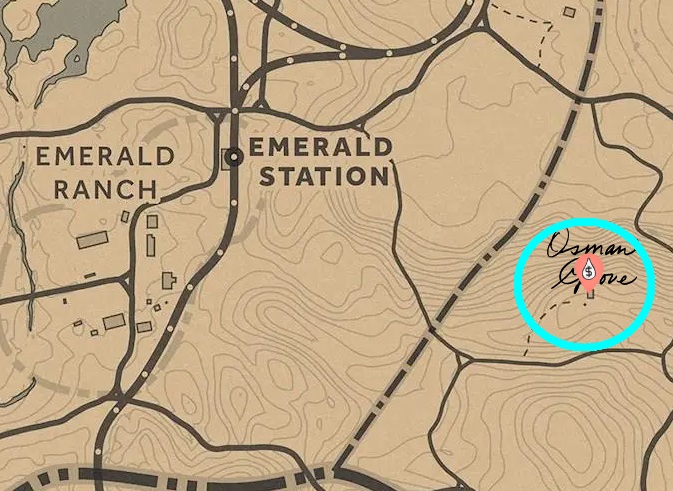 EMERALD
RANCH
EMERALD
STATION
Osman
Grove
$